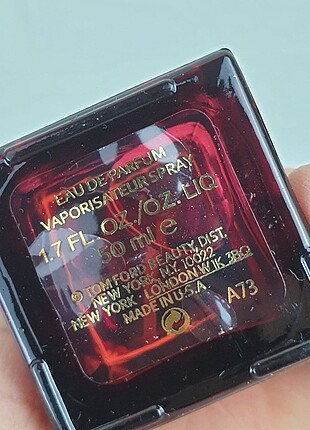 EAU DE PARFUM
VAPORISATEUR SPRAY
1.7 FL. OZ./OZ. LIQ
50 ml e
© TOM FORD BEAUTY, DIST.
NEW YORK, NY. 10022
NEW YORK - LONDON W1K 3BQ
MADE IN U.S.A.
A73